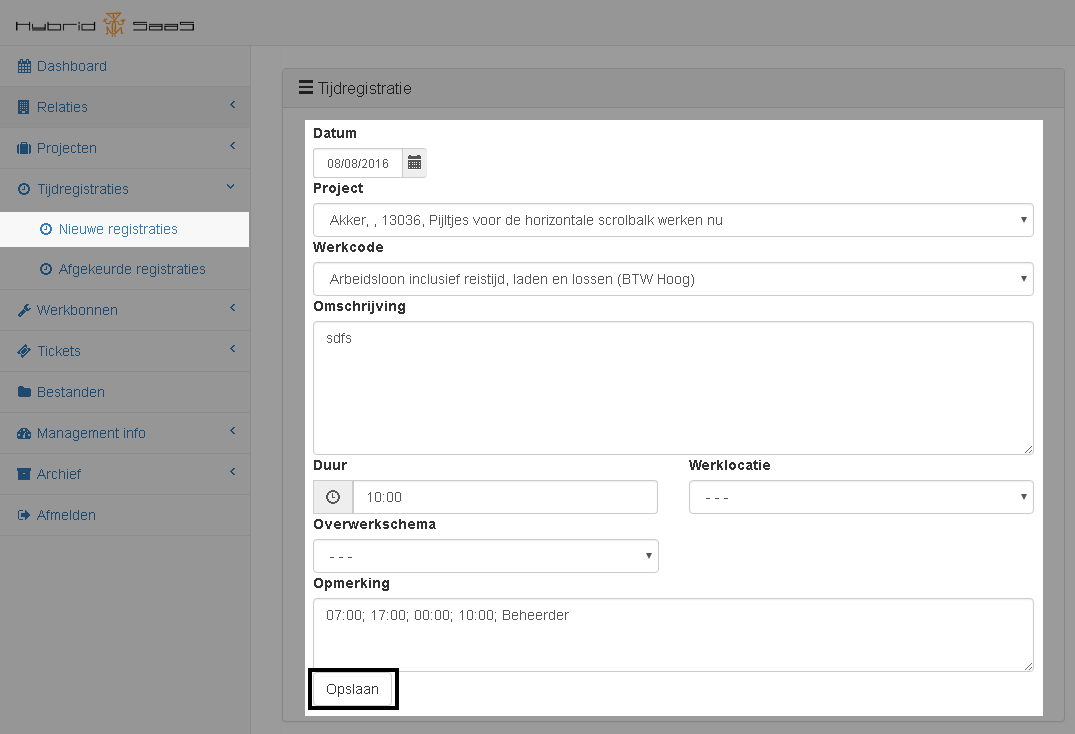 Hybrid SaaS
Dashboard
Relaties
Projecten
Tijdregistraties
Nieuwe registraties
Afgekeurde registraties
Werkbonnen
Tickets
Bestanden
Management info
Archief
Afmelden
Tijdregistratie
Datum
08/08/2016
Project
Akker, , 13036, Pijltjes voor de horizontale scrolbalk werken nu
Werkcode
Arbeidsloon inclusief reistijd, laden en lossen (BTW Hoog)
Omschrijving
sdfs
Duur
10:00
Werklocatie
- - -
Overwerkschema
- - -
Opmerking
07:00; 17:00; 00:00; 10:00; Beheerder
Opslaan